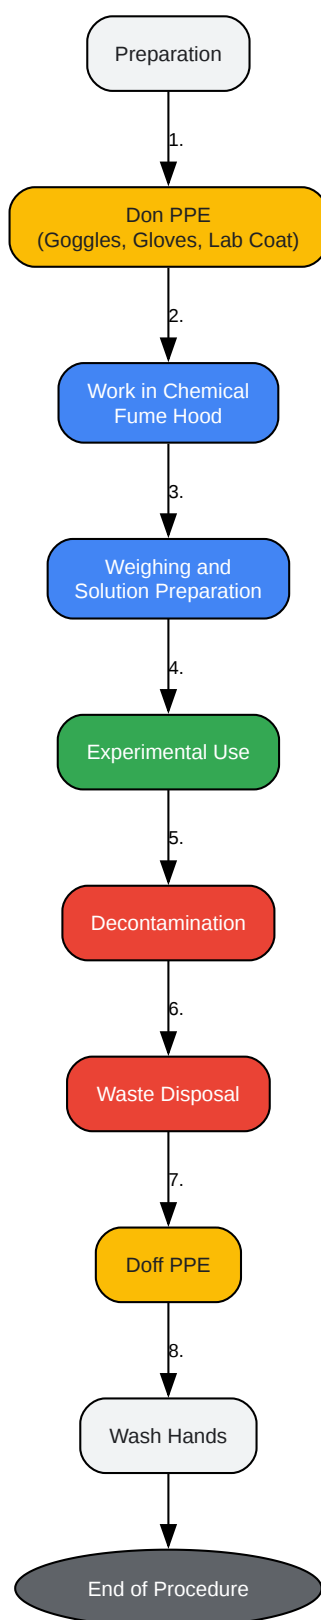 Preparation
1.
Don PPE
(Goggles, Gloves, Lab Coat)
2.
Work in Chemical
Fume Hood
3.
Weighing and
Solution Preparation
4.
Experimental Use
5.
Decontamination
6.
Waste Disposal
7.
Doff PPE
8.
Wash Hands
End of Procedure